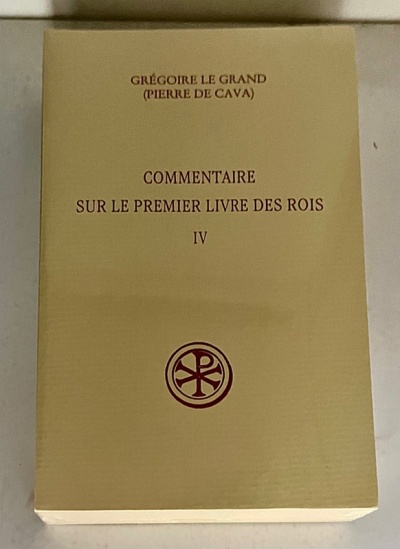 GRÉGOIRE LE GRAND
(PIERRE DE CAVA)
COMMENTAIRE
SUR LE PREMIER LIVRE DES ROIS
IV